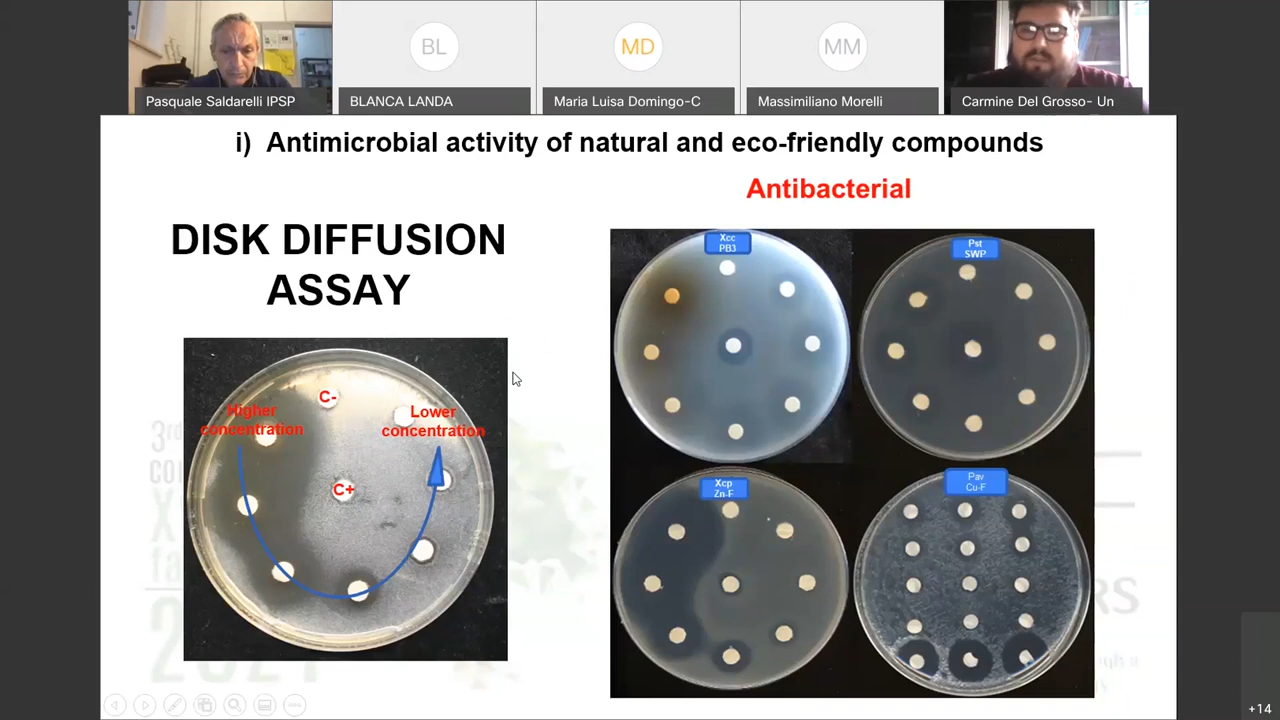 BL
MD
MM
Pasquale Saldarelli IPSP
BLANCA LANDA
Maria Luisa Domingo-C
Massimiliano Morelli
Carmine Del Grosso- Un
i) Antimicrobial activity of natural and eco-friendly compounds
Antibacterial
DISK DIFFUSION
ASSAY
C-
Higher
concentration
Lower
concentration
C+
Xcc
PB3
Pst
SWP
Xcp
Zn-F
Pav
Cu-F
+14